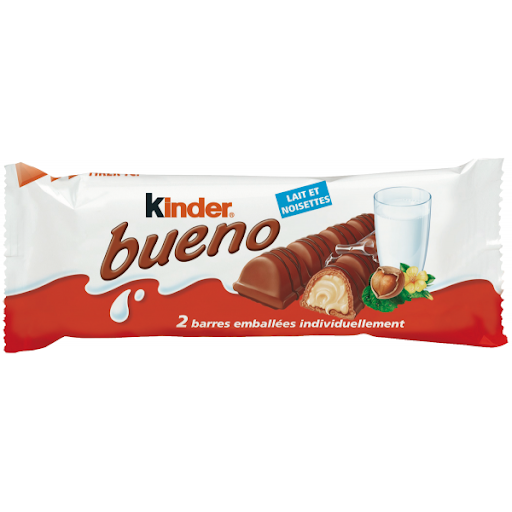 Kinder®
bueno
LAIT ET
NOISETTES
2 barres emballées individuellement